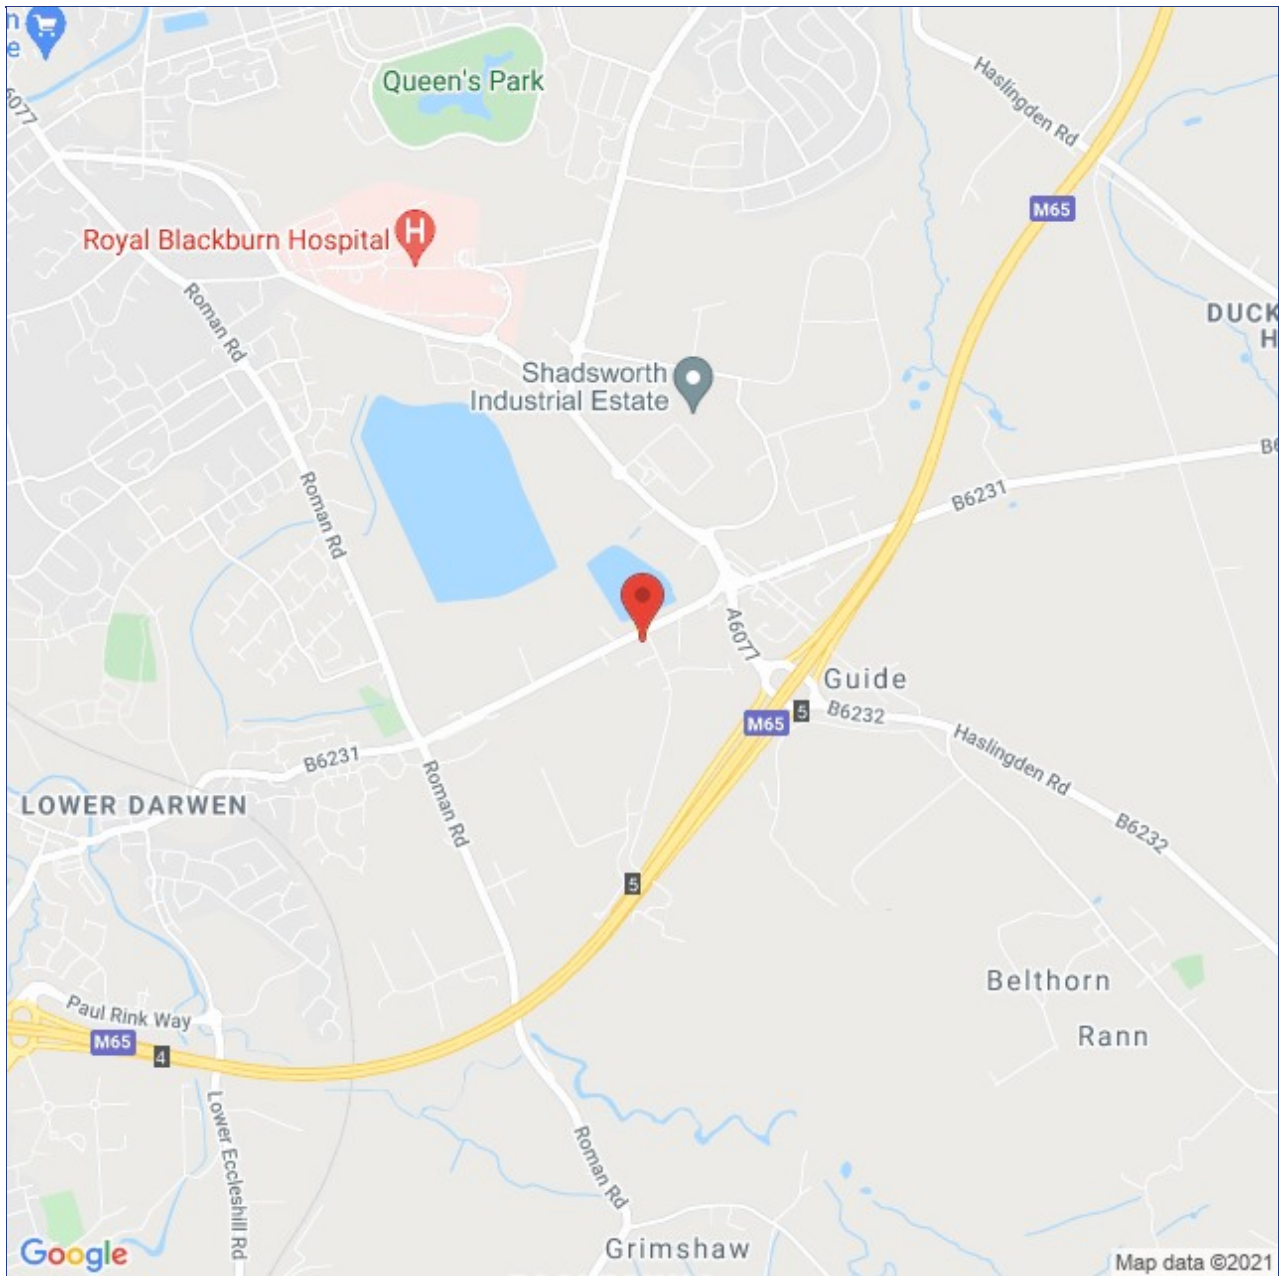 n
e
Queen's Park
6077
Haslingden Rd
M65
Royal Blackburn Hospital
H
Roman Rd
DUCK
H
Shadsworth
Industrial Estate
B6
Roman Rd
B6231
A6077
Guide
5
M65
B6232
Haslingden Rd
B6231
Roman Rd
LOWER DARWEN
B6232
5
Belthorn
Paul Rink Way
Rann
M65
4
Lower Eccleshill Rd
Roman Rd
Grimshaw
Google
Map data ©2021